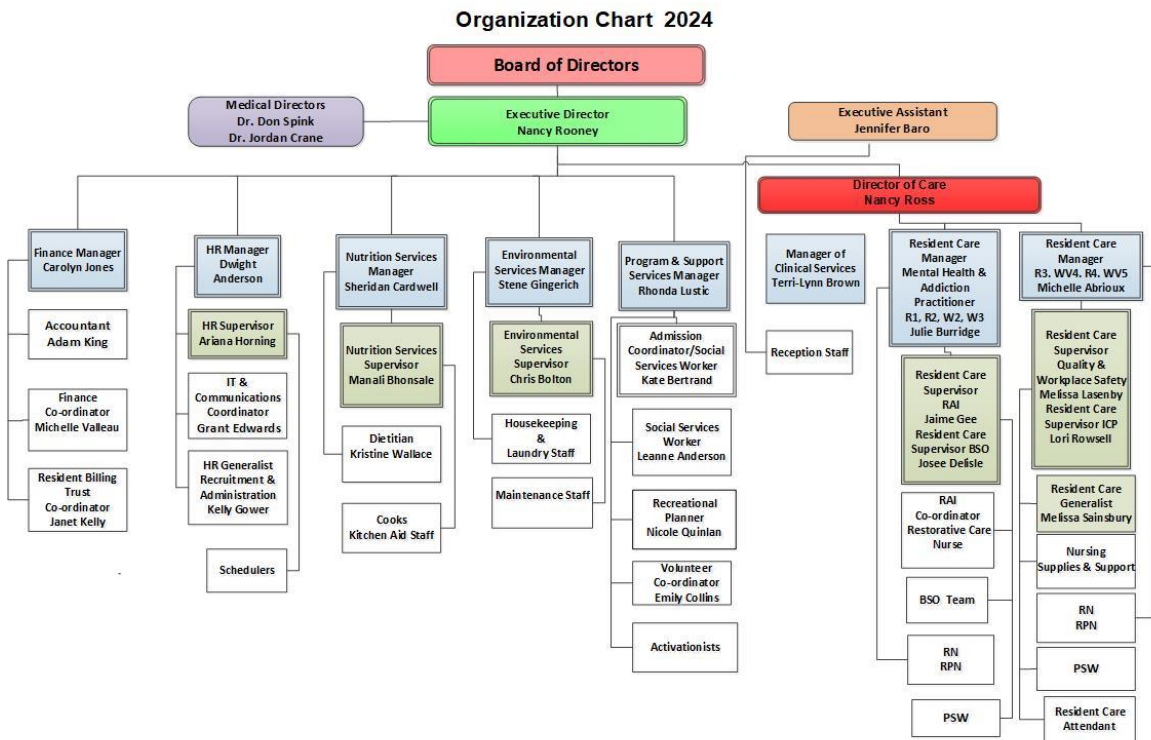 Organization Chart 2024
Board of Directors
Medical Directors
Dr. Don Spink
Dr. Jordan Crane
Executive Director
Nancy Rooney
Executive Assistant
Jennifer Baro
Director of Care
Nancy Ross
Finance Manager
Carolyn Jones
Accountant
Adam King
Finance
Co-ordinator
Michelle Valleau
Resident Billing
Trust
Co-ordinator
Janet Kelly
HR Manager
Dwight
Anderson
HR Supervisor
Ariana Horning
IT &
Communications
Coordinator
Grant Edwards
HR Generalist
Recruitment &
Administration
Kelly Gower
Schedulers
Nutrition Services
Manager
Sheridan Cardwell
Nutrition Services
Supervisor
Manali Bhonsale
Dietitian
Kristine Wallace
Cooks
Kitchen Aid Staff
Environmental
Services Manager
Stene Gingerich
Environmental
Services
Supervisor
Chris Bolton
Housekeeping
&
Laundry Staff
Maintenance Staff
Program & Support
Services Manager
Rhonda Lustic
Admission
Coordinator/Social
Services Worker
Kate Bertrand
Social Services
Worker
Leanne Anderson
Recreational
Planner
Nicole Quinlan
Volunteer
Co-ordinator
Emily Collins
Activationists
Manager
of
Clinical Services
Terri-Lynn Brown
Reception Staff
Resident Care
Manager
Mental Health &
Addiction
Practitioner
R1, R2, W2, W3
Julie Burridge
Resident Care
Supervisor
RAI
Jaime Gee
Resident Care
Supervisor BSO
Josee Delisle
RAI
Co-ordinator
Restorative Care
Nurse
BSO Team
RN
RPN
PSW
Resident Care
Manager
R3. WV4. R4. WV5
Michelle Abrioux
Resident Care
Supervisor
Quality &
Workplace Safety
Melissa Lasenby
Resident Care
Supervisor ICP
Lori Rowsell
Resident Care
Generalist
Melissa Sainsbury
Nursing
Supplies & Support
RN
RPN
PSW
Resident Care
Attendant